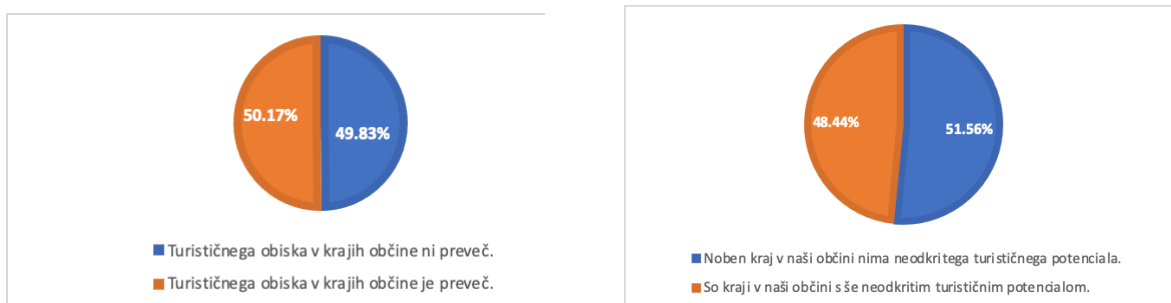 50.17%
49.83%
Turističnega obiska v krajih občine ni preveč.
Turističnega obiska v krajih občine je preveč.
48.44%
51.56%
Noben kraj v naši občini nima neodkritega turističnega potenciala.
So kraji v naši občini s še neodkritim turističnim potencialom.